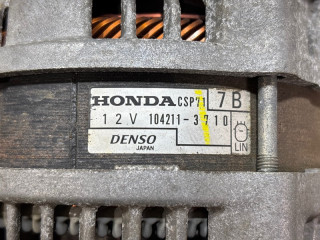 HONDA CSP71 7B
12V 104211-3710
DENSO
JAPAN LIN